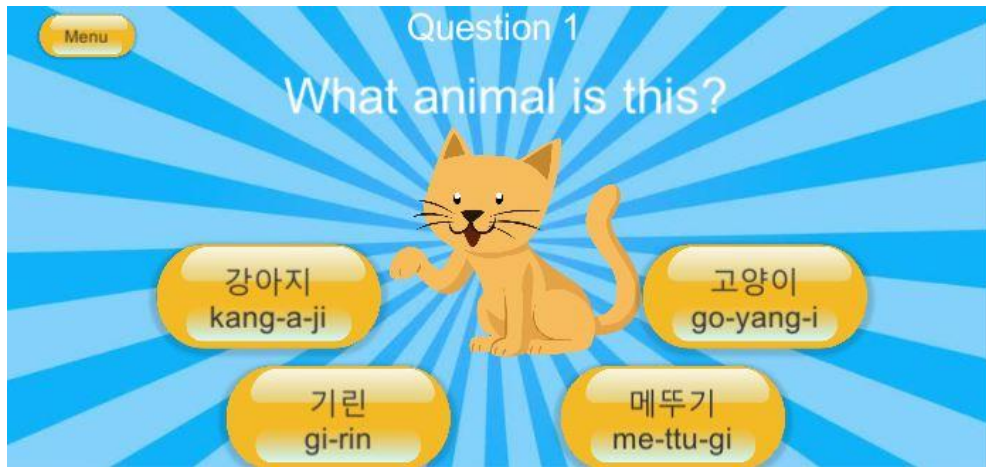 Menu
Question 1
What animal is this?
강아지
kang-a-ji
고양이
go-yang-i
기린
gi-rin
메뚜기
me-ttu-gi